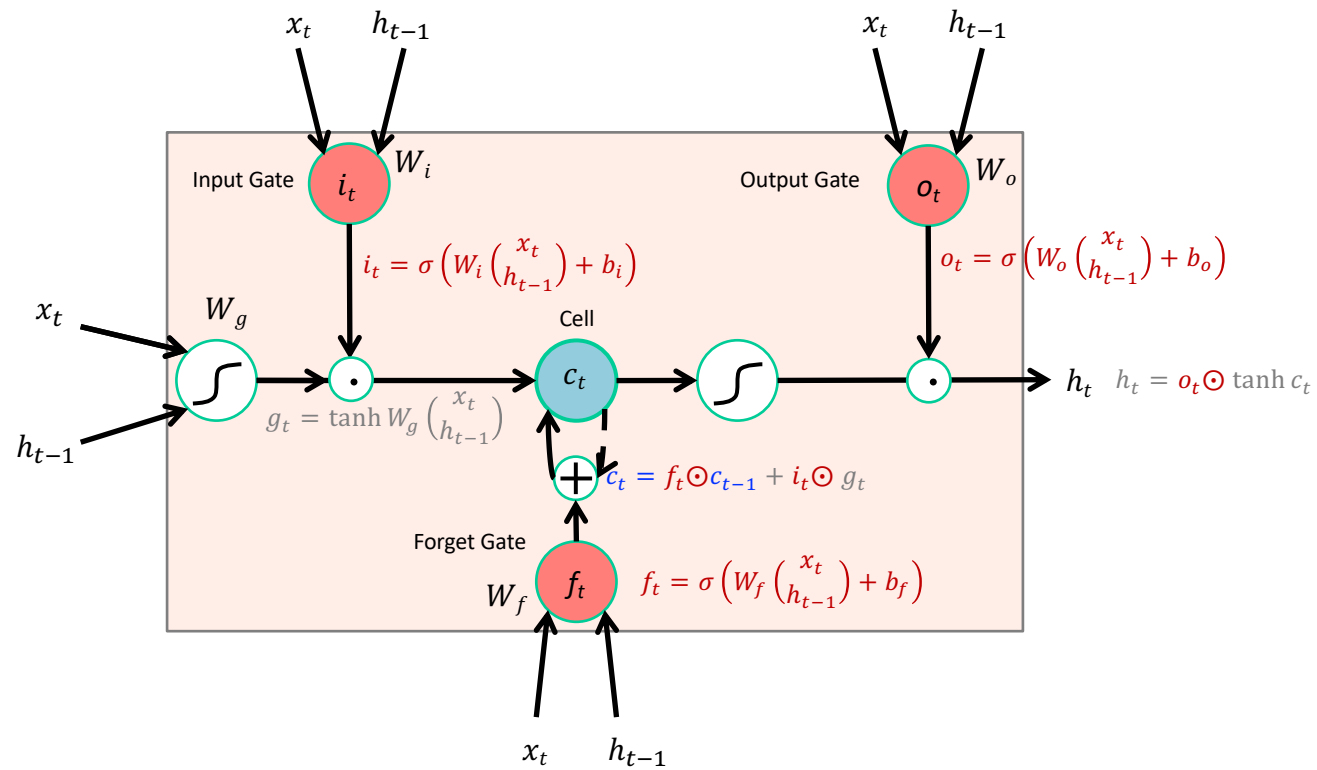 x_t h_{t-1} x_t h_{t-1}
Input Gate i_t W_i Output Gate o_t W_o
i_t = σ(W_i (x_t h_{t-1}) + b_i) o_t = σ(W_o (x_t h_{t-1}) + b_o)
x_t W_g Cell
c_t h_t h_t = o_t ⊙ tanh c_t
g_t = tanh W_g (x_t h_{t-1})
h_{t-1}
+ c_t = f_t ⊙ c_{t-1} + i_t ⊙ g_t
Forget Gate
W_f f_t f_t = σ(W_f (x_t h_{t-1}) + b_f)
x_t h_{t-1}